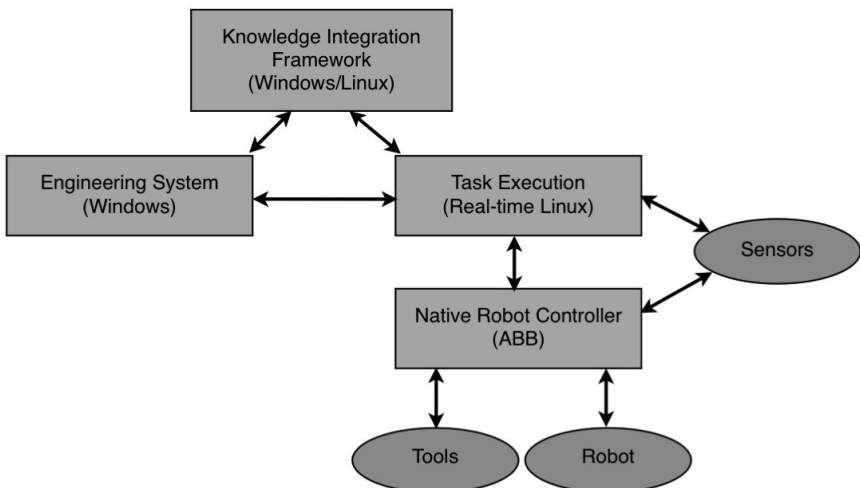 Knowledge Integration
Framework
(Windows/Linux)
Engineering System
(Windows)
Task Execution
(Real-time Linux)
Sensors
Native Robot Controller
(ABB)
Tools
Robot